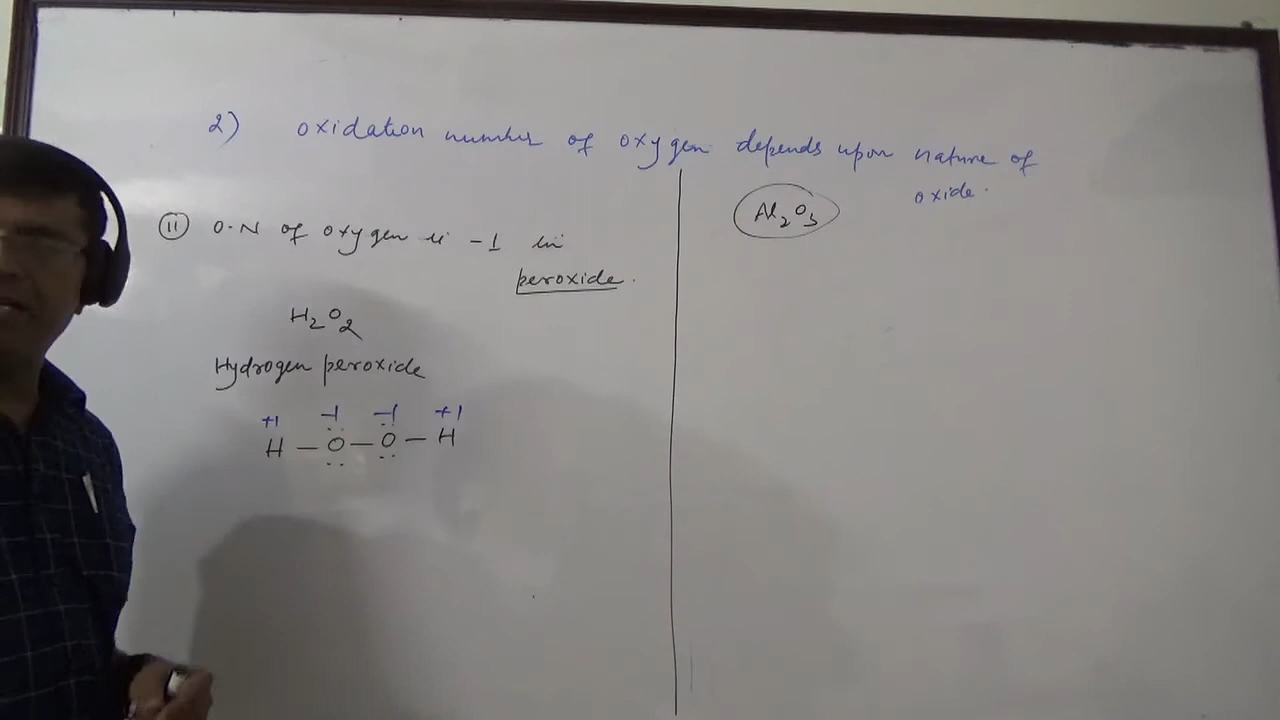 2) oxidation number of oxygen depends upon nature of
oxide.
(11) O.N of oxygen is -1 in
peroxide.
H2O2
Hydrogen peroxide
+1 -1 -1 +1
H – O – O – H
Al2O3